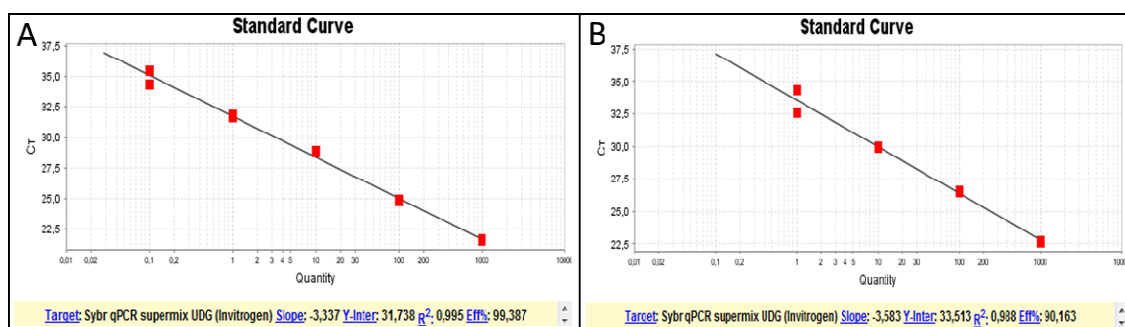 A
Standard Curve
37,5
35,0
32,5
30,0
27,5
25,0
22,5
CT
0,01 0,02 0,1 0,2 1 2 3 4 5 10 20 30 100 200 1000 10000
Quantity
Target: Sybr qPCR supermix UDG (Invitrogen) Slope: -3,337 Y-Inter: 31,738 R²: 0,995 Eff%: 99,387
B
Standard Curve
37,5
35,0
32,5
30,0
27,5
25,0
22,5
CT
0,01 0,02 0,1 0,2 1 2 3 4 5 10 20 30 100 200 1000
Quantity
Target: Sybr qPCR supermix UDG (Invitrogen) Slope: -3,583 Y-Inter: 33,513 R²: 0,988 Eff%: 90,163